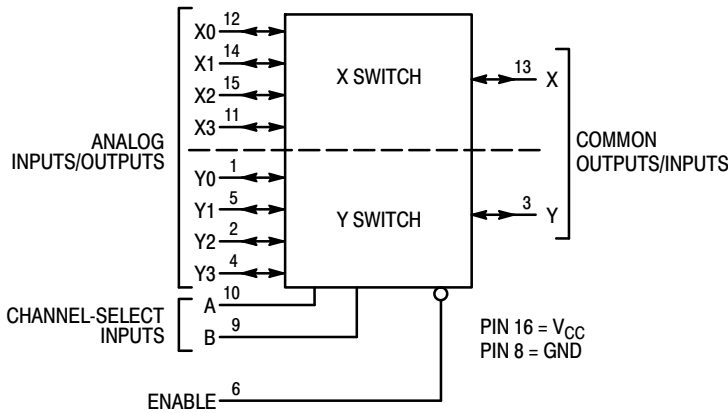 X0 12
X1 14
X2 15
X3 11
X SWITCH
13 X
ANALOG
INPUTS/OUTPUTS
COMMON
OUTPUTS/INPUTS
Y0 1
Y1 5
Y2 2
Y3 4
Y SWITCH
3 Y
CHANNEL-SELECT
INPUTS
A 10
B 9
PIN 16 = VCC
PIN 8 = GND
ENABLE 6